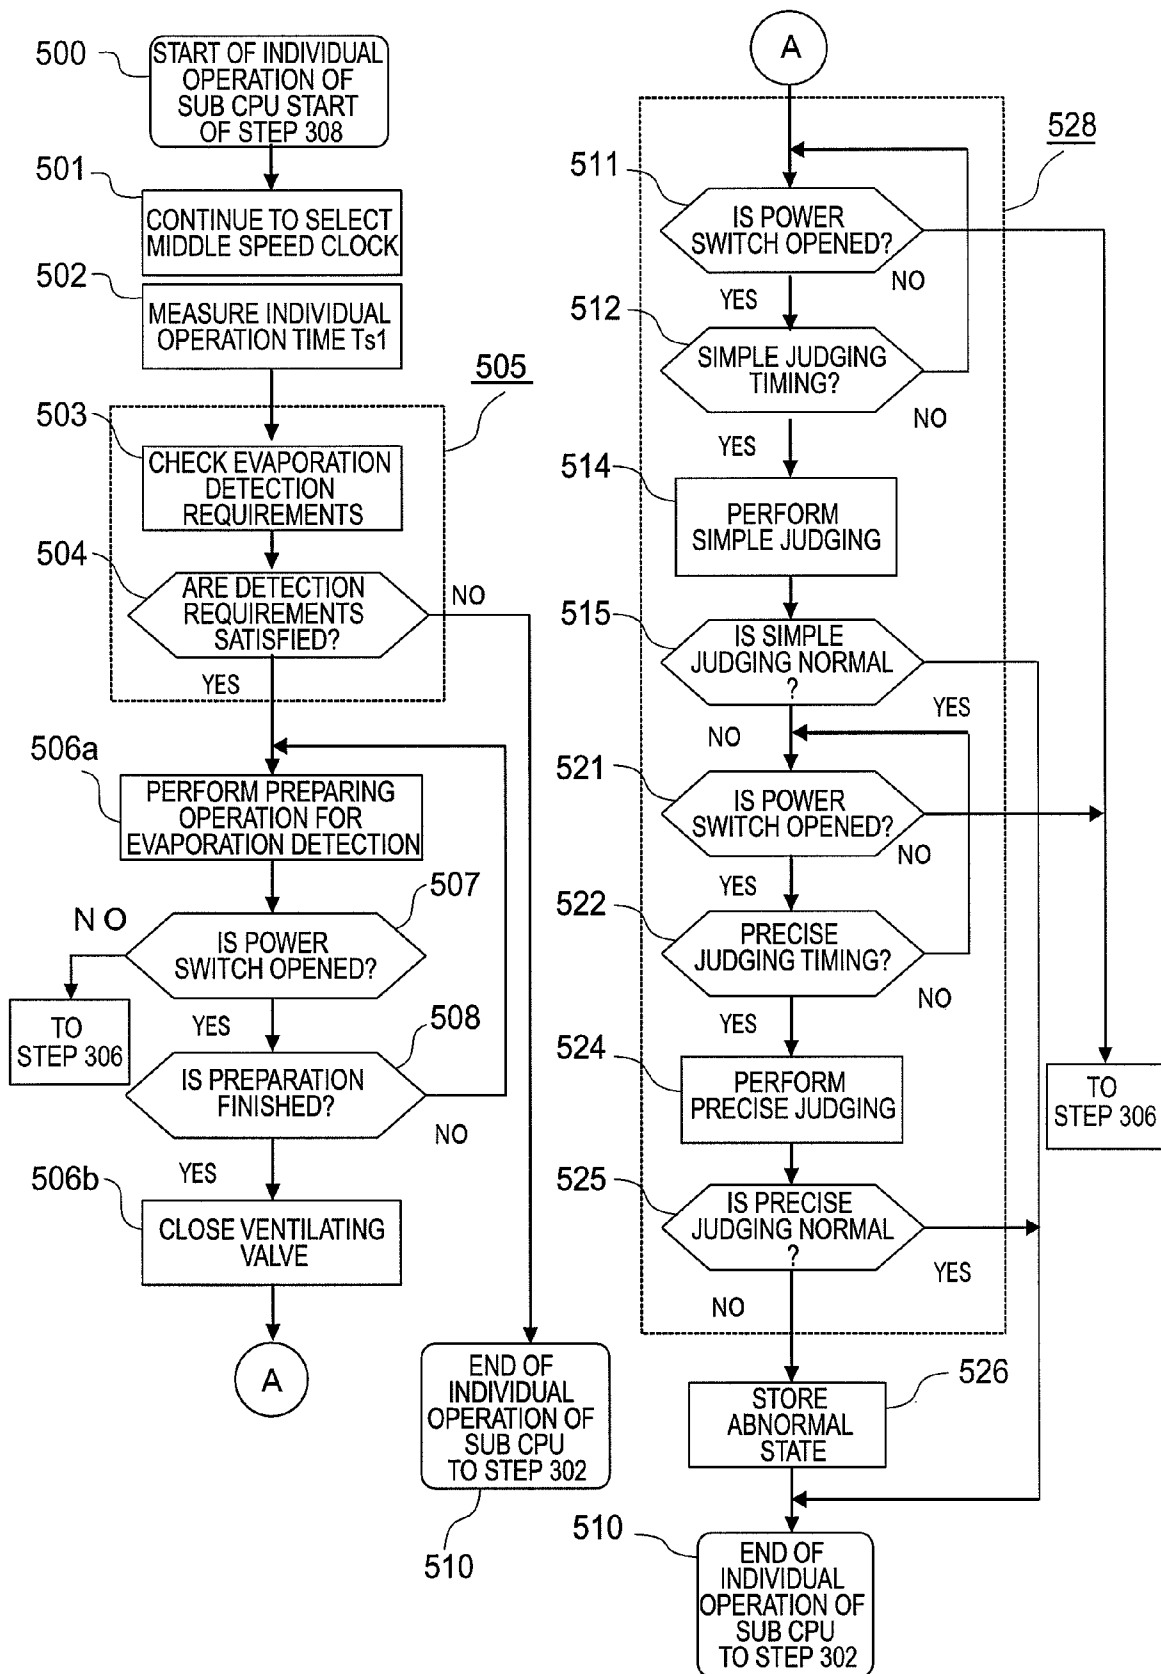 500
START OF INDIVIDUAL
OPERATION OF
SUB CPU START
OF STEP 308
501
CONTINUE TO SELECT
MIDDLE SPEED CLOCK
502
MEASURE INDIVIDUAL
OPERATION TIME Ts1
505
503
CHECK EVAPORATION
DETECTION
REQUIREMENTS
504
ARE DETECTION
REQUIREMENTS
SATISFIED?
NO
YES
506a
PERFORM PREPARING
OPERATION FOR
EVAPORATION DETECTION
507
NO
IS POWER
SWITCH OPENED?
TO
STEP 306
YES
508
IS PREPARATION
FINISHED?
NO
YES
506b
CLOSE VENTILATING
VALVE
A
END OF
INDIVIDUAL
OPERATION OF
SUB CPU
TO STEP 302
510
A
528
511
IS POWER
SWITCH OPENED?
NO
YES
512
SIMPLE JUDGING
TIMING?
NO
YES
514
PERFORM
SIMPLE JUDGING
515
IS SIMPLE
JUDGING NORMAL
?
YES
NO
521
IS POWER
SWITCH OPENED?
NO
YES
522
PRECISE
JUDGING TIMING?
NO
YES
524
PERFORM
PRECISE JUDGING
TO
STEP 306
525
IS PRECISE
JUDGING NORMAL
?
YES
NO
526
STORE
ABNORMAL
STATE
510
END OF
INDIVIDUAL
OPERATION OF
SUB CPU
TO STEP 302